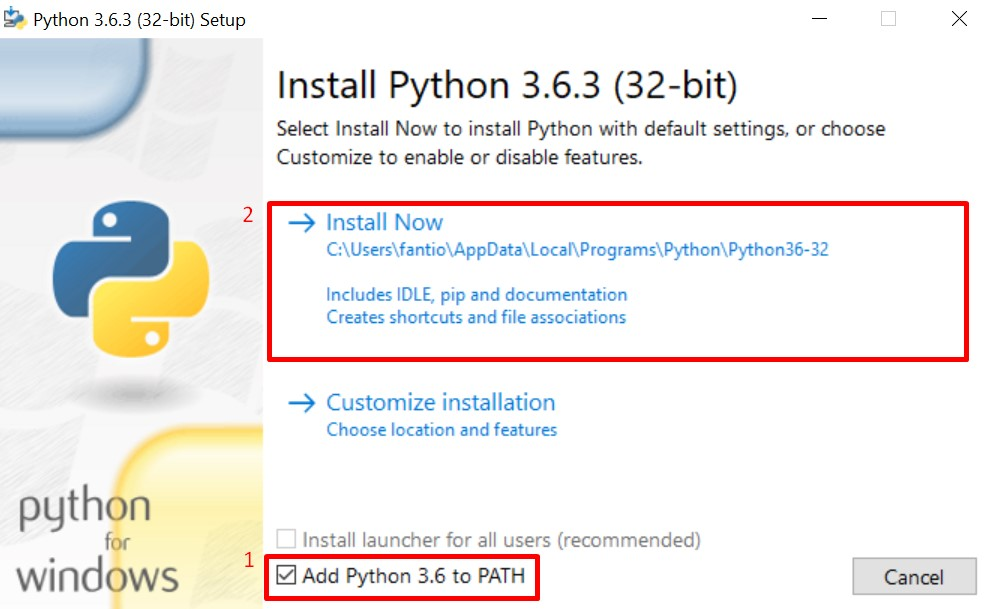 Python 3.6.3 (32-bit) Setup
Install Python 3.6.3 (32-bit)
Select Install Now to install Python with default settings, or choose
Customize to enable or disable features.
2
Install Now
C:\Users\fantio\AppData\Local\Programs\Python\Python36-32
Includes IDLE, pip and documentation
Creates shortcuts and file associations
Customize installation
Choose location and features
python
for
windows
Install launcher for all users (recommended)
1
Add Python 3.6 to PATH
Cancel